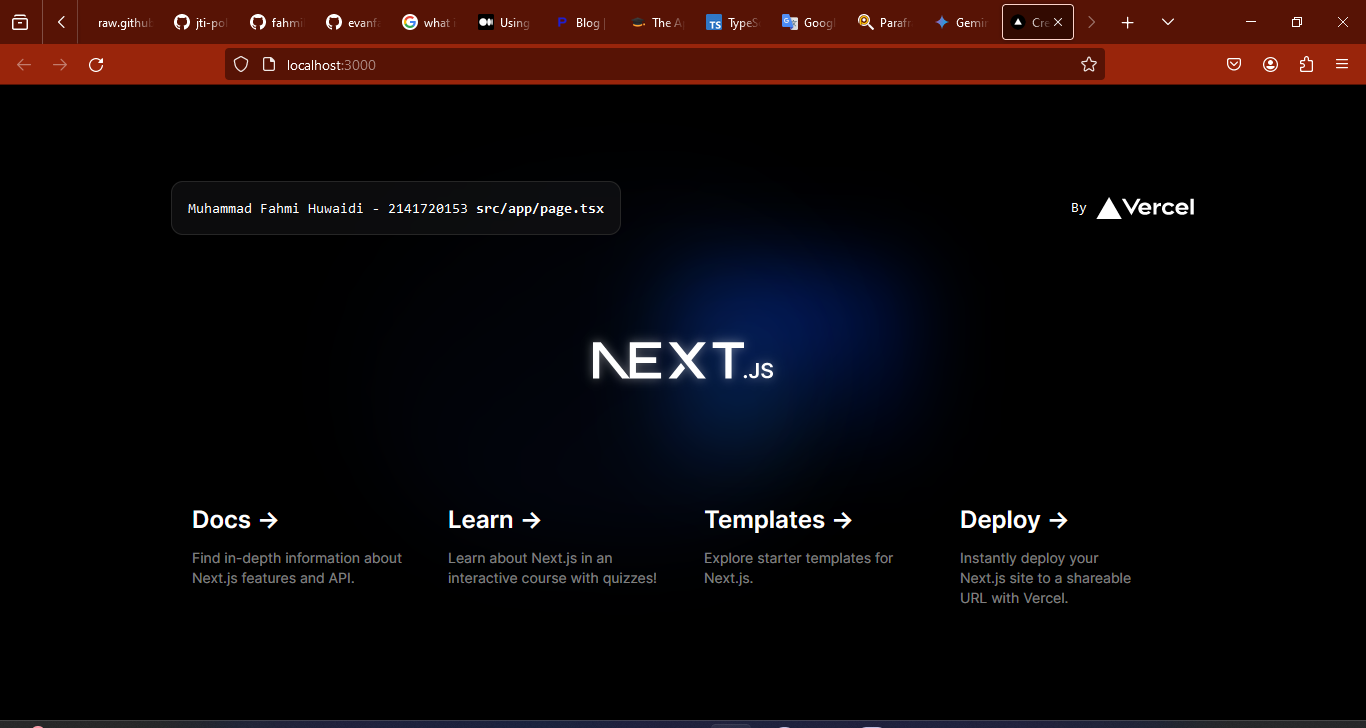 raw.githu
jti-pol
fahmi
evanfa
what i
Using
Blog |
The A
TypeS
Googl
Parafr
Gemin
Cre
localhost:3000
Muhammad Fahmi Huwaidi - 2141720153 src/app/page.tsx
By Vercel
NEXT.JS
Docs -> 
Find in-depth information about
Next.js features and API.
Learn ->
Learn about Next.js in an
interactive course with quizzes!
Templates ->
Explore starter templates for
Next.js.
Deploy ->
Instantly deploy your
Next.js site to a shareable
URL with Vercel.